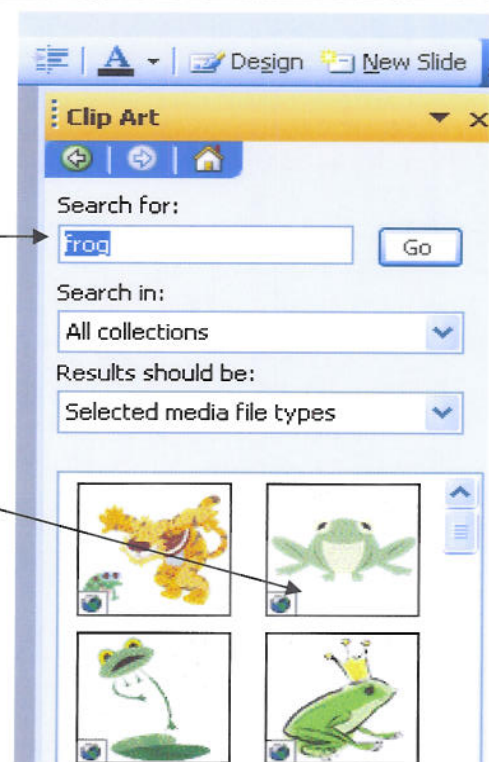 A Design New Slide
Clip Art
Search for:
frog Go
Search in:
All collections
Results should be:
Selected media file types